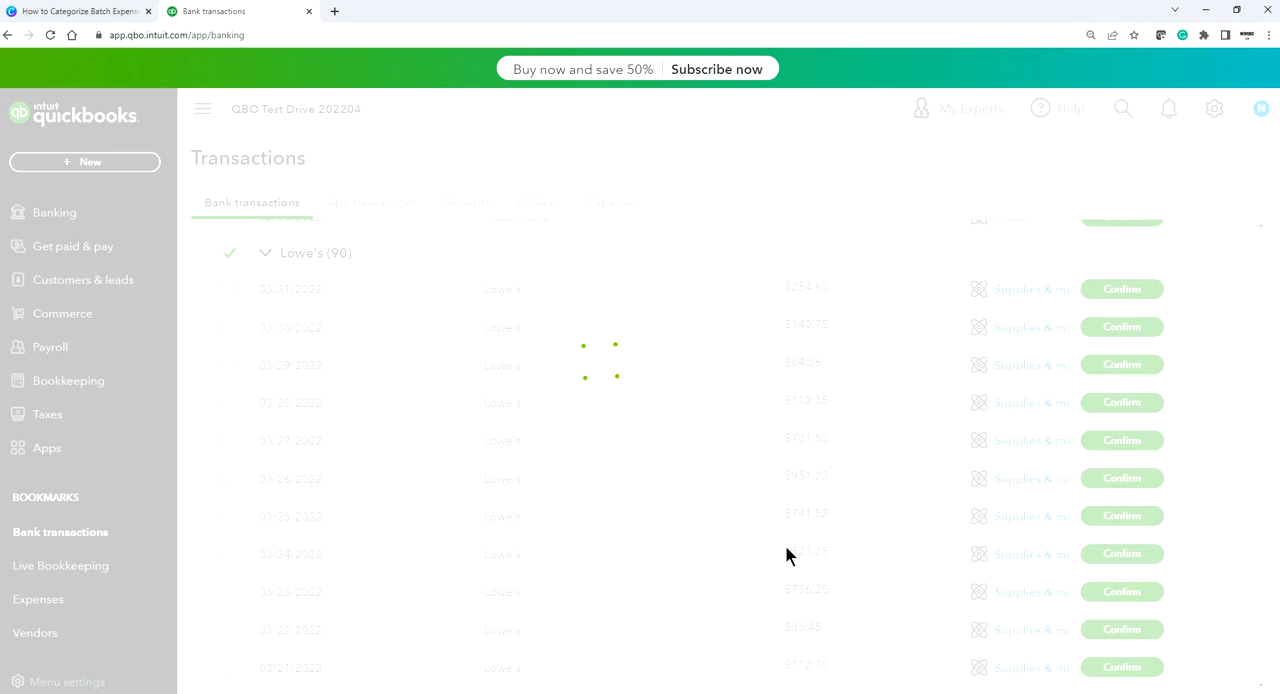 How to Categorize Batch Expens
Bank transactions
app.qbo.intuit.com/app/banking
Buy now and save 50% Subscribe now
intuit quickbooks.
QBO Test Drive 202204
My Experts
Help
N
+ New
Transactions
Bank transactions App transactions Receipts All Sales Expenses
Banking
Get paid & pay
Customers & leads
Commerce
Payroll
Bookkeeping
Taxes
Apps
BOOKMARKS
Bank transactions
Live Bookkeeping
Expenses
Vendors
Menu settings
Lowe's (90)
03/31/2022 Lowe's $254.63 Supplies & ma Confirm
03/30/2022 Lowe's $140.75 Supplies & ma Confirm
03/29/2022 Lowe's $84.56 Supplies & ma Confirm
03/28/2022 Lowe's $112.35 Supplies & ma Confirm
03/27/2022 Lowe's $781.53 Supplies & ma Confirm
03/26/2022 Lowe's $951.23 Supplies & ma Confirm
03/25/2022 Lowe's $741.52 Supplies & ma Confirm
03/24/2022 Lowe's 23.25 Supplies & ma Confirm
03/23/2022 Lowe's $756.25 Supplies & ma Confirm
03/22/2022 Lowe's $85.45 Supplies & ma Confirm
03/21/2022 Lowe's Supplies & ma Confirm